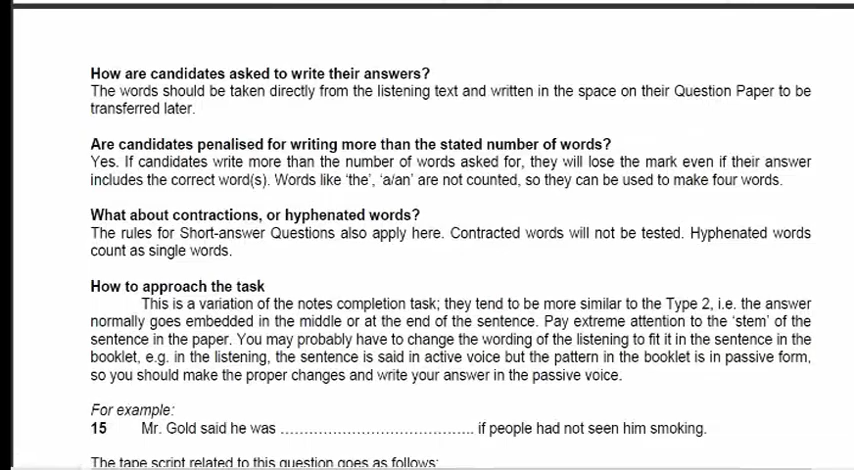 How are candidates asked to write their answers?
The words should be taken directly from the listening text and written in the space on their Question Paper to be
transferred later.
Are candidates penalised for writing more than the stated number of words?
Yes. If candidates write more than the number of words asked for, they will lose the mark even if their answer
includes the correct word(s). Words like 'the', 'a/an' are not counted, so they can be used to make four words.
What about contractions, or hyphenated words?
The rules for Short-answer Questions also apply here. Contracted words will not be tested. Hyphenated words
count as single words.
How to approach the task
This is a variation of the notes completion task; they tend to be more similar to the Type 2, i.e. the answer
normally goes embedded in the middle or at the end of the sentence. Pay extreme attention to the 'stem' of the
sentence in the paper. You may probably have to change the wording of the listening to fit it in the sentence in the
booklet, e.g. in the listening, the sentence is said in active voice but the pattern in the booklet is in passive form,
so you should make the proper changes and write your answer in the passive voice.
For example:
15 Mr. Gold said he was ........................................ if people had not seen him smoking.
The tape script related to this question goes as follows: